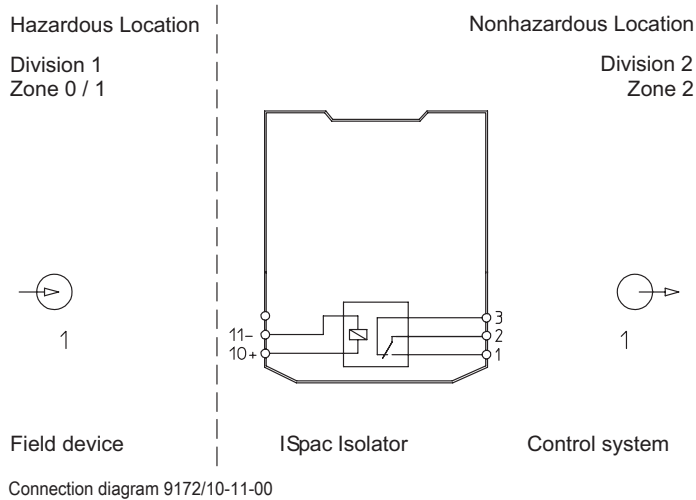 Hazardous Location
Nonhazardous Location
Division 1
Zone 0 / 1
Division 2
Zone 2
1
11-
10+
3
2
1
1
Field device
ISpac Isolator
Control system
Connection diagram 9172/10-11-00